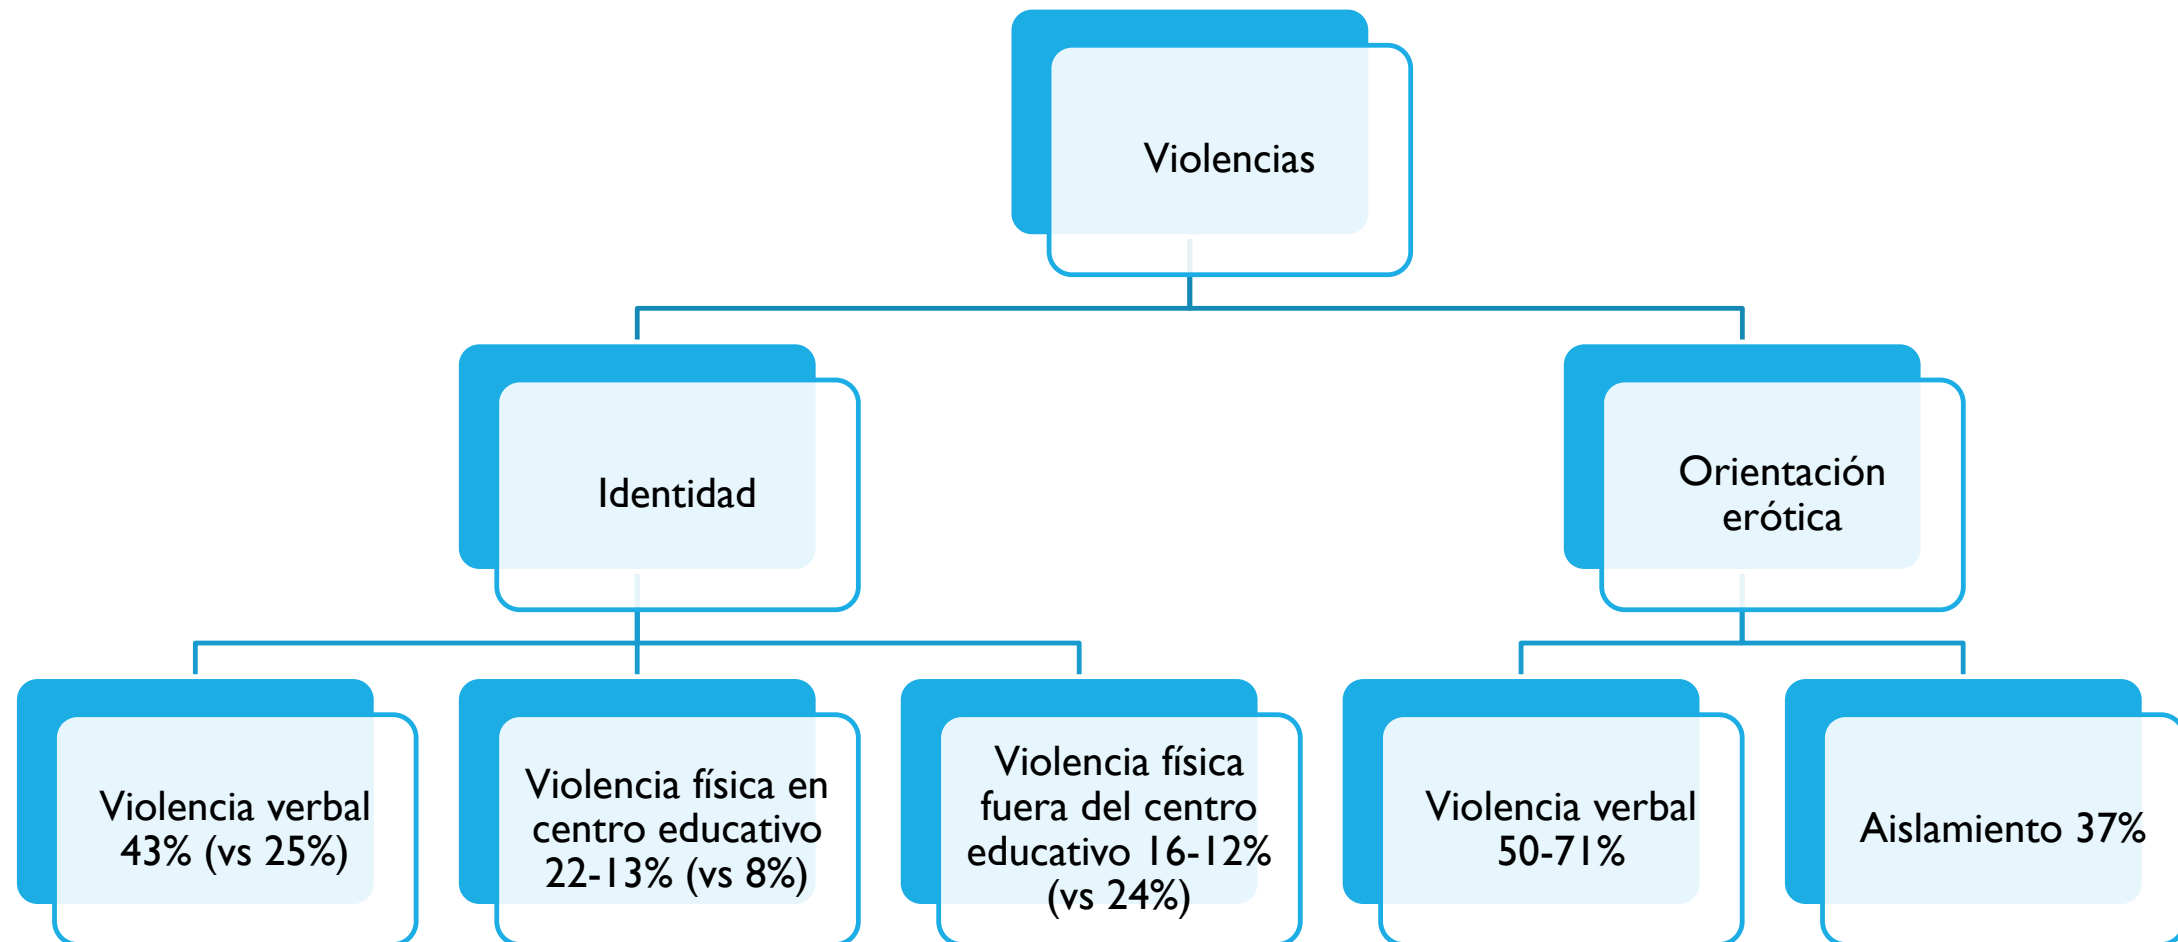 Violencias
Identidad
Orientación
erótica
Violencia verbal
43% (vs 25%)
Violencia física en
centro educativo
22-13% (vs 8%)
Violencia física
fuera del centro
educativo 16-12%
(vs 24%)
Violencia verbal
50-71%
Aislamiento 37%